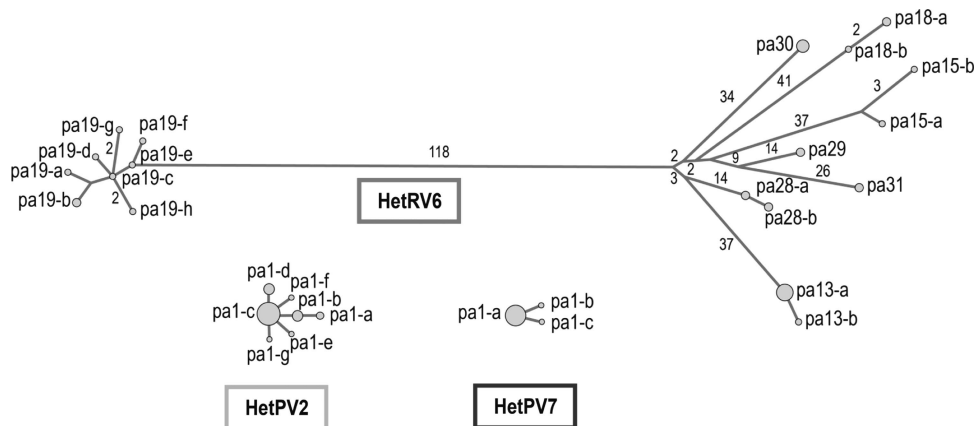 pa18-a
2
pa30
pa18-b
pa15-b
41
3
34
pa19-g
pa19-f
37
pa15-a
2
pa19-d
pa19-e
118
2
14
pa29
pa19-a
pa19-c
9
2
26
pa31
3
14
pa28-a
pa19-b
2
pa19-h
HetRV6
pa28-b
37
pa1-d
pa1-f
pa13-a
pa1-b
pa1-c
pa1-a
pa1-a
pa1-b
pa1-c
pa13-b
pa1-e
pa1-g
HetPV2
HetPV7